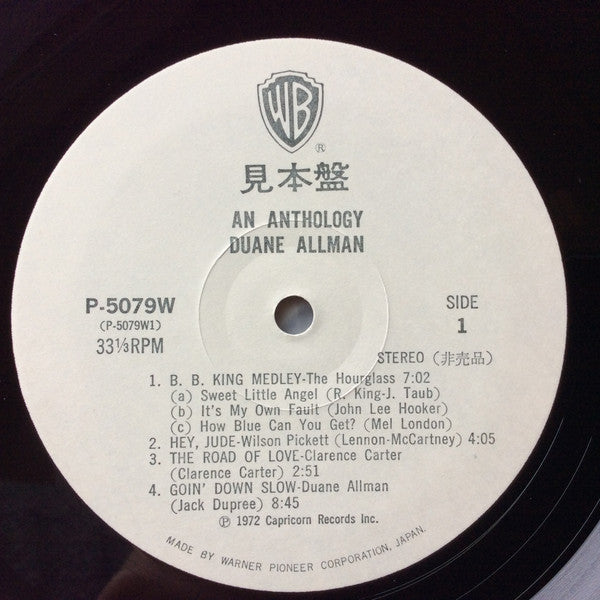 WB
®
見本盤
AN ANTHOLOGY
DUANE ALLMAN
P-5079W
(P-5079W1)
33⅓RPM
SIDE
1
STEREO (非売品)
1. B. B. KING MEDLEY-The Hourglass 7:02
(a) Sweet Little Angel (R. King-J. Taub)
(b) It's My Own Fault (John Lee Hooker)
(c) How Blue Can You Get? (Mel London)
2. HEY, JUDE-Wilson Pickett (Lennon-McCartney) 4:05
3. THE ROAD OF LOVE-Clarence Carter
(Clarence Carter) 2:51
4. GOIN' DOWN SLOW-Duane Allman
(Jack Dupree) 8:45
℗ 1972 Capricorn Records Inc.
MADE BY WARNER PIONEER CORPORATION, JAPAN.